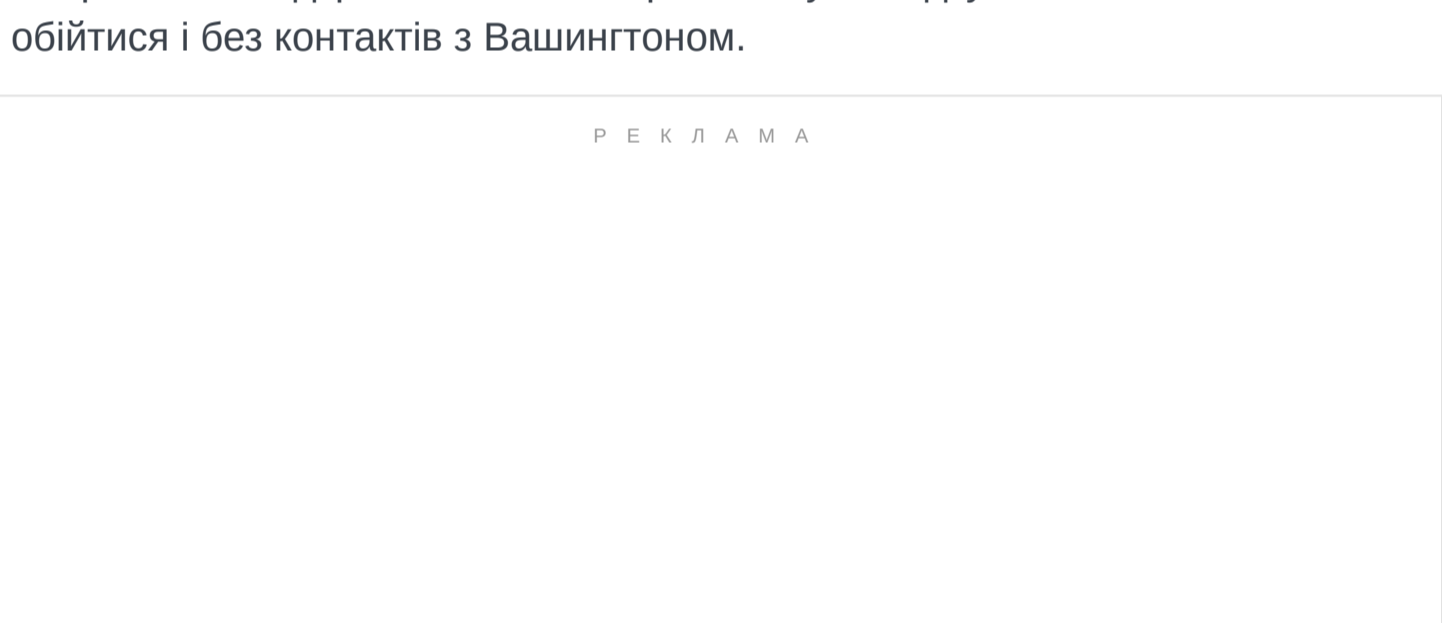 обійтися і без контактів з Вашингтоном.
Р Е К Л А М А